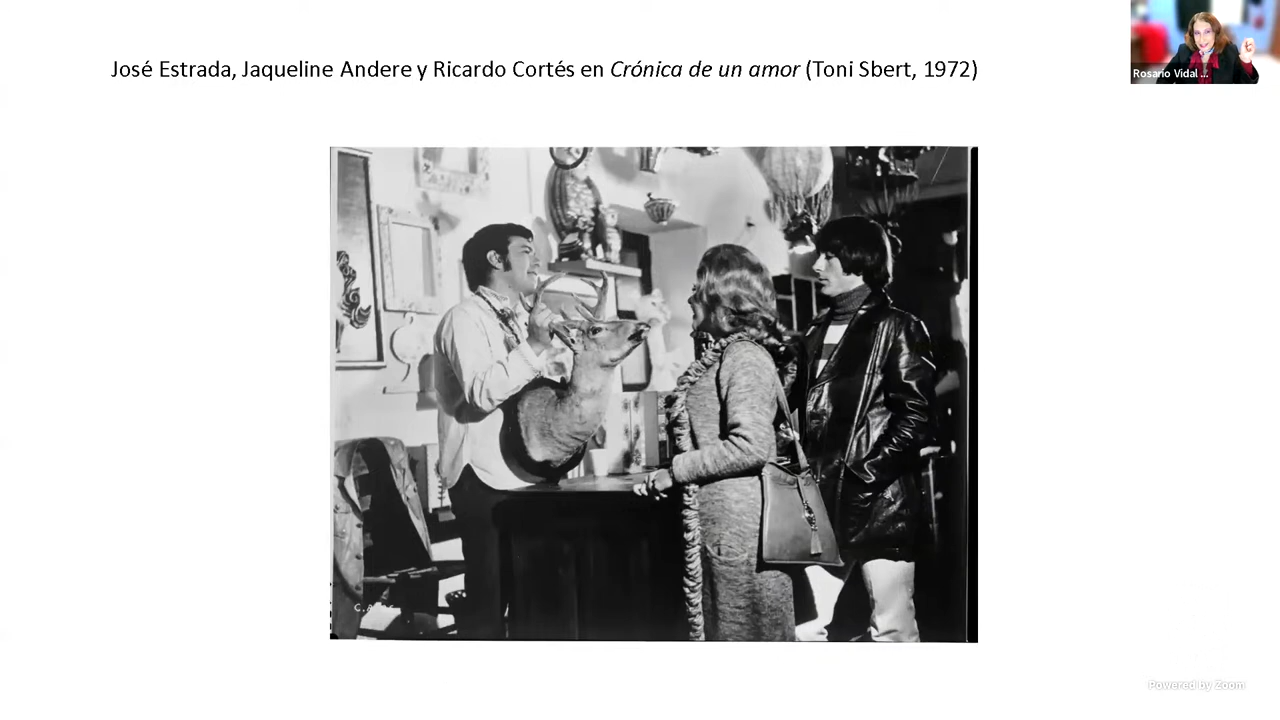 José Estrada, Jaqueline Andere y Ricardo Cortés en Crónica de un amor (Toni Sbert, 1972)
Rosario Vidal ...
Powered by Zoom